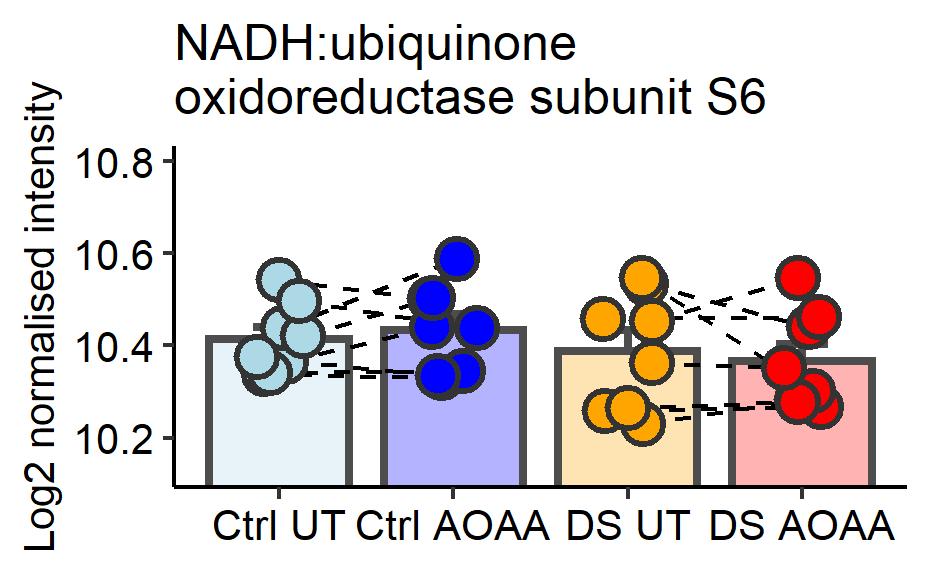 NADH:ubiquinone
oxidoreductase subunit S6
Log2 normalised intensity
10.8
10.6
10.4
10.2
Ctrl UT Ctrl AOAA DS UT DS AOAA